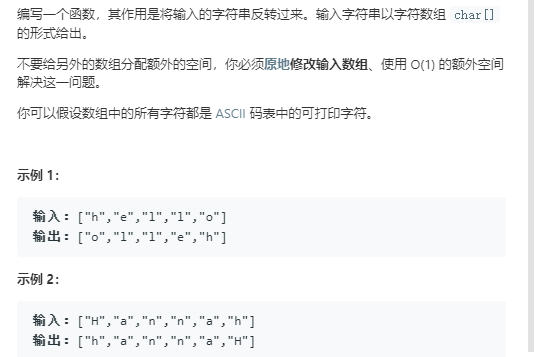 编写一个函数，其作用是将输入的字符串反转过来。输入字符串以字符数组 char[]
的形式给出。
不要给另外的数组分配额外的空间，你必须原地修改输入数组、使用 O(1) 的额外空间
解决这一问题。
你可以假设数组中的所有字符都是 ASCII 码表中的可打印字符。
示例 1：
输入：["h","e","l","l","o"]
输出：["o","l","l","e","h"]
示例 2：
输入：["H","a","n","n","a","h"]
输出：["h","a","n","n","a","H"]